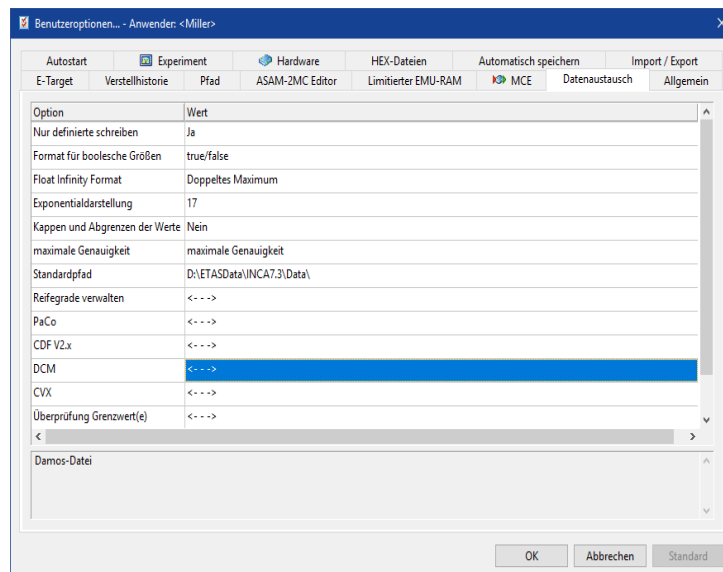 Benutzeroptionen... - Anwender: <Miller>
Autostart Experiment Hardware HEX-Dateien Automatisch speichern Import / Export
E-Target Verstellhistorie Pfad ASAM-2MC Editor Limitierter EMU-RAM MCE Datenaustausch Allgemein
Option Wert
Nur definierte schreiben Ja
Format für boolesche Größen true/false
Float Infinity Format Doppeltes Maximum
Exponentialdarstellung 17
Kappen und Abgrenzen der Werte Nein
maximale Genauigkeit maximale Genauigkeit
Standardpfad D:\ETASData\INCA7.3\Data\
Reifegrade verwalten <- - ->
PaCo <- - ->
CDF V2.x <- - ->
DCM <- - ->
CVX <- - ->
Überprüfung Grenzwert(e) <- - ->
Damos-Datei
OK Abbrechen Standard